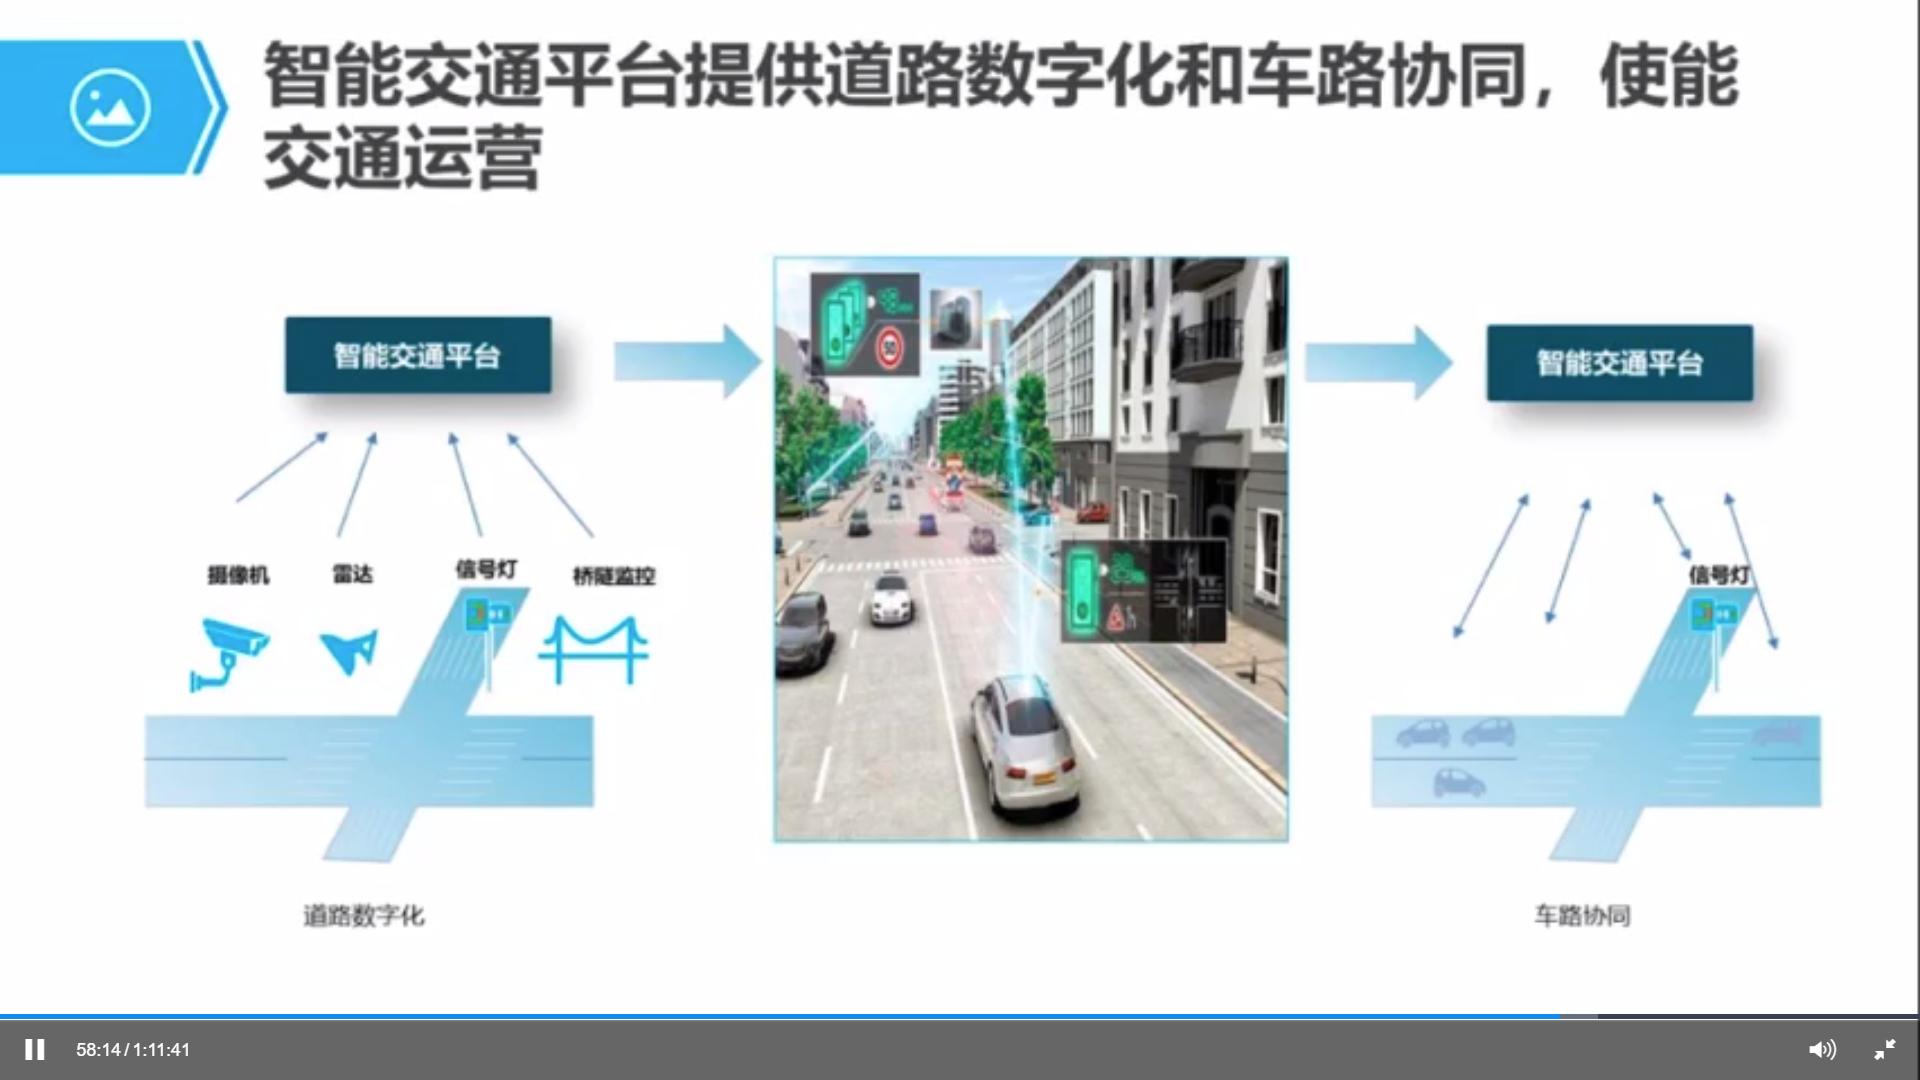 智能交通平台提供道路数字化和车路协同，使能
交通运营
智能交通平台
摄像机
雷达
信号灯
桥隧监控
道路数字化
50
智能交通平台
信号灯
车路协同
58:14 / 1:11:41